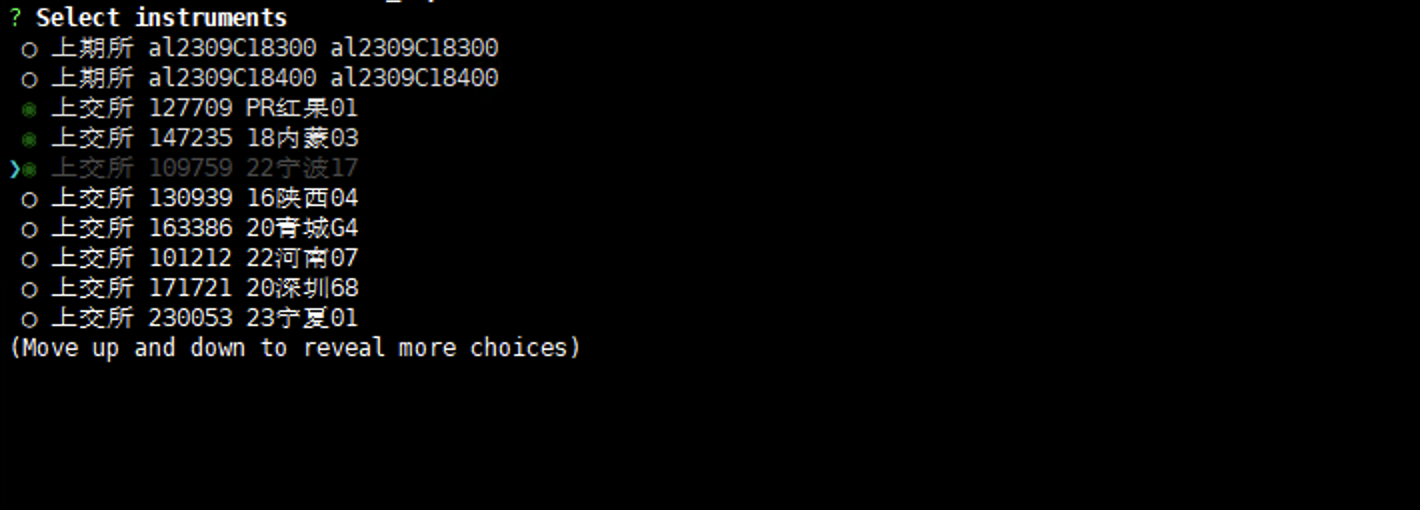 ? Select instruments
○ 上期所 al2309C18300 al2309C18300
○ 上期所 al2309C18400 al2309C18400
◉ 上交所 127709 PR红果01
◉ 上交所 147235 18内蒙03
❯◉ 上交所 109759 22宁波17
○ 上交所 130939 16陕西04
○ 上交所 163386 20青城G4
○ 上交所 101212 22河南07
○ 上交所 171721 20深圳68
○ 上交所 230053 23宁夏01
(Move up and down to reveal more choices)